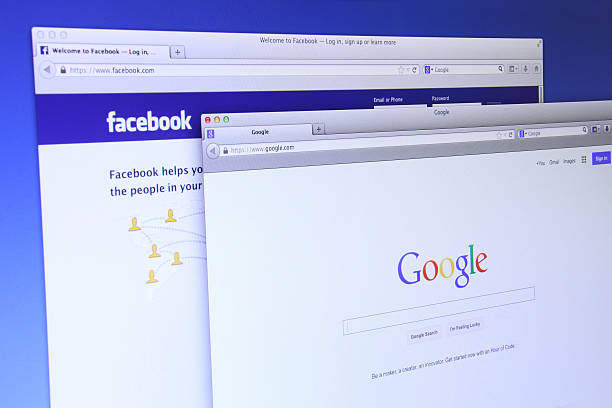 Welcome to Facebook — Log in, sign up or learn more
Welcome to Facebook — Log in, ...
https://www.facebook.com
Google
Email or Phone
Password
facebook
Facebook helps you
the people in your
Google
Google
https://www.google.com
Google
+You Gmail Images
Sign in
Google
Google Search
I'm Feeling Lucky
Be a maker, a creator, an innovator. Get started now with an Hour of Code.